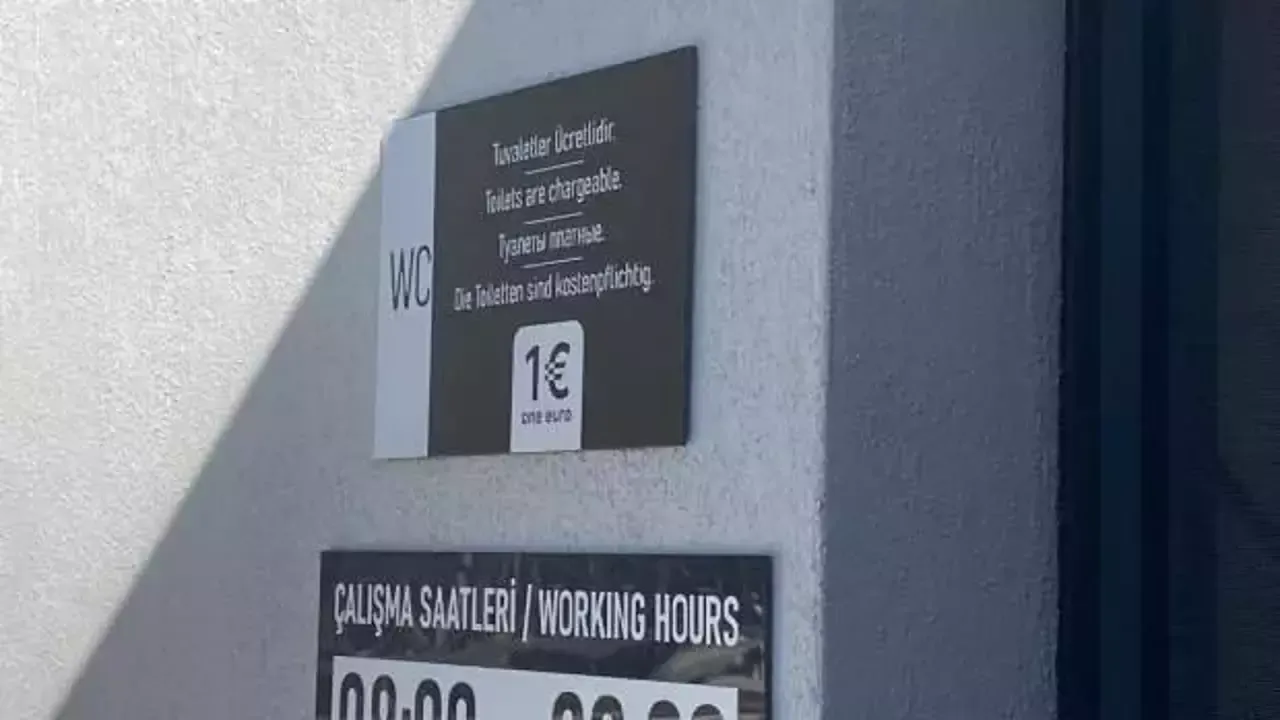 WC
Tuvaletler Ücretlidir.
Toilets are chargeable.
Туалеты платные.
Die Toiletten sind kostenpflichtig.
1€
one euro
ÇALIŞMA SAATLERİ / WORKING HOURS